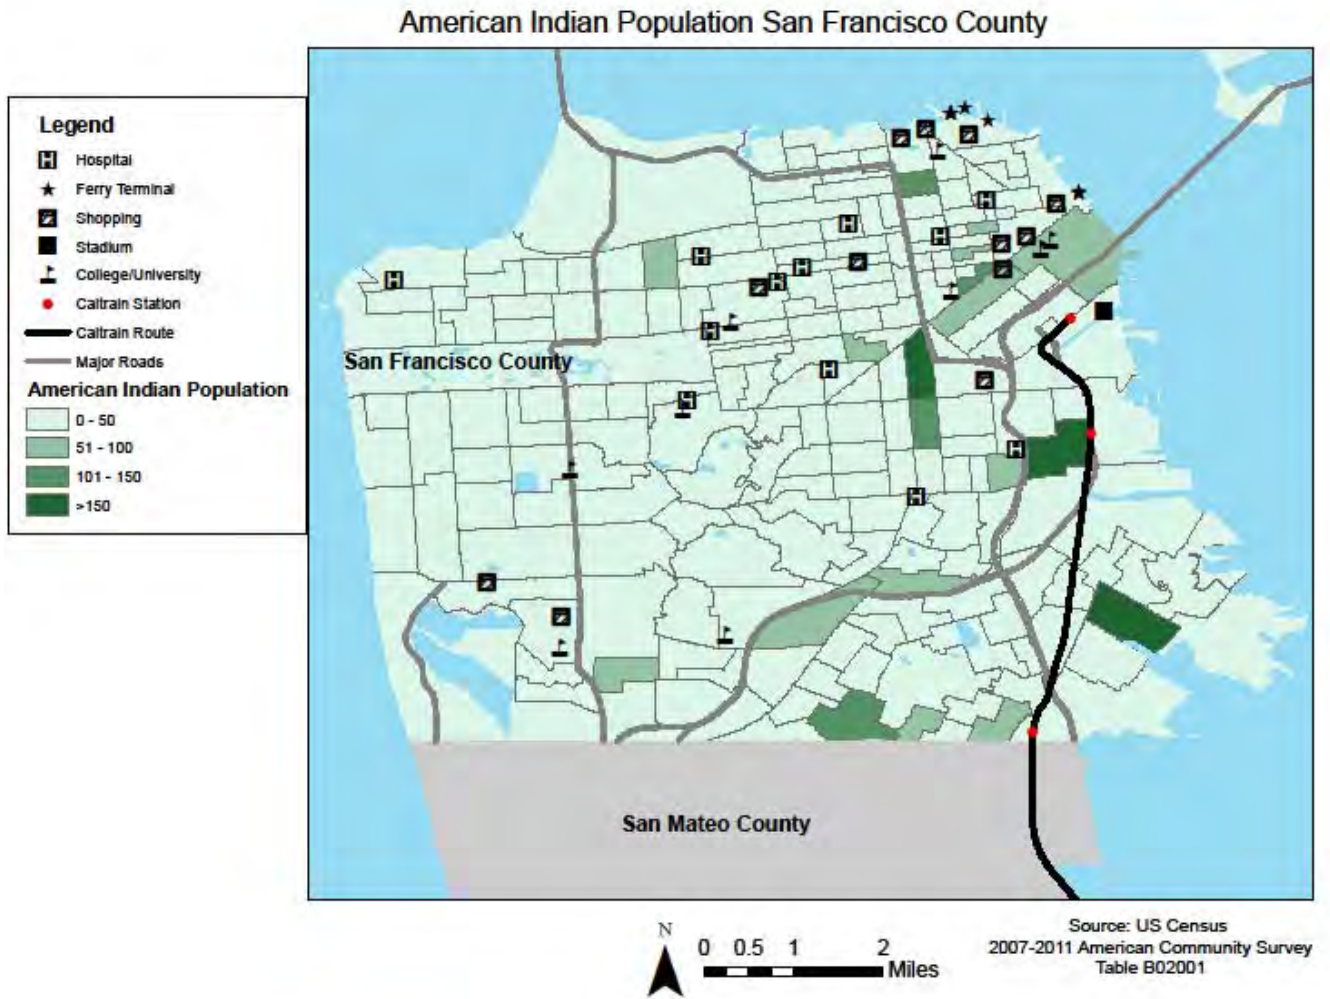 American Indian Population San Francisco County
Legend
Hospital
Ferry Terminal
Shopping
Stadium
College/University
Caltrain Station
Caltrain Route
Major Roads
American Indian Population
0 - 50
51 - 100
101 - 150
>150
San Francisco County
San Mateo County
N
0 0.5 1 2
Miles
Source: US Census
2007-2011 American Community Survey
Table B02001